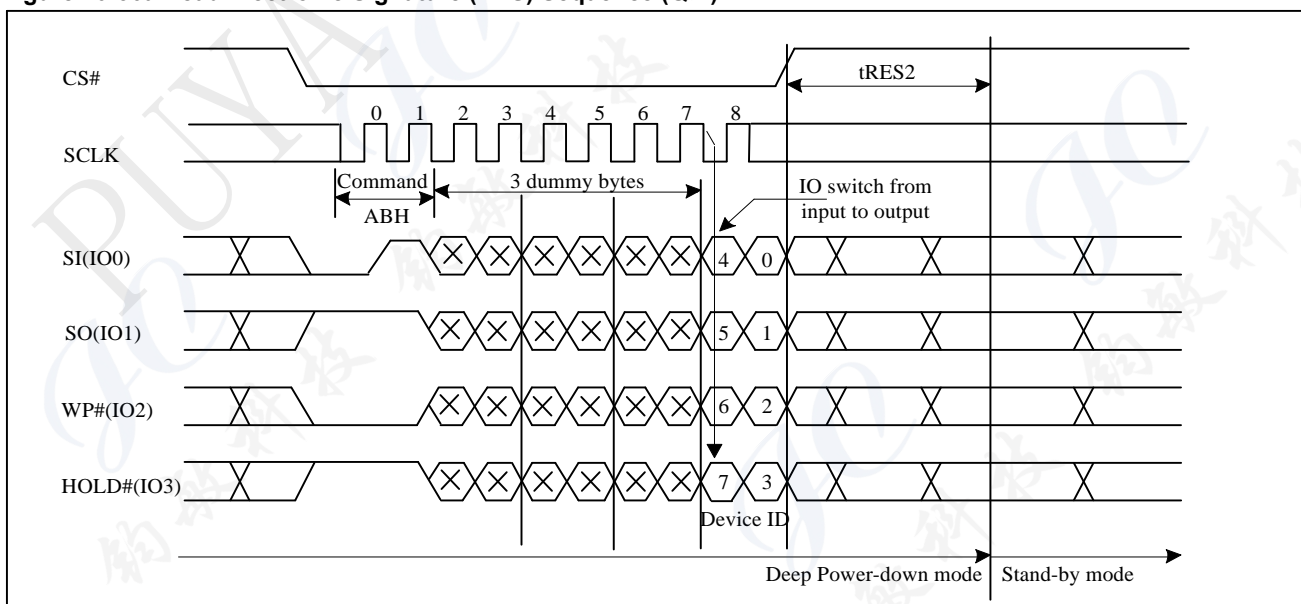 CS#
tRES2
0 1 2 3 4 5 6 7 8
SCLK
Command
3 dummy bytes
IO switch from
input to output
ABH
SI(IO0)
4 0
SO(IO1)
5 1
WP#(IO2)
6 2
HOLD#(IO3)
7 3
Device ID
Deep Power-down mode
Stand-by mode
PUYA